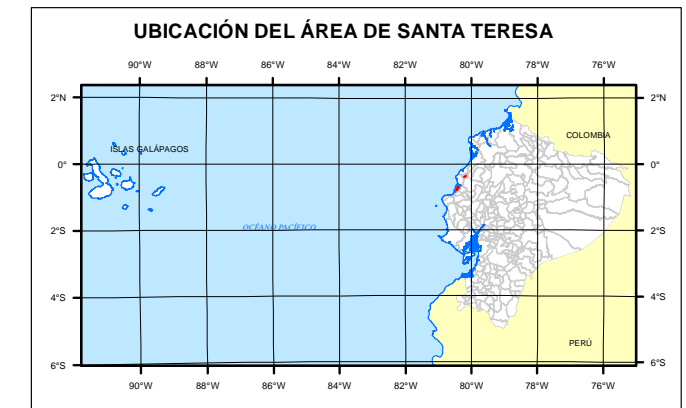 UBICACIÓN DEL ÁREA DE SANTA TERESA
90°W 88°W 86°W 84°W 82°W 80°W 78°W 76°W
2°N 2°N
COLOMBIA
ISLAS GALÁPAGOS
0° 0°
OCÉANO PACÍFICO
2°S 2°S
4°S 4°S
PERÚ
6°S 6°S
90°W 88°W 86°W 84°W 82°W 80°W 78°W 76°W